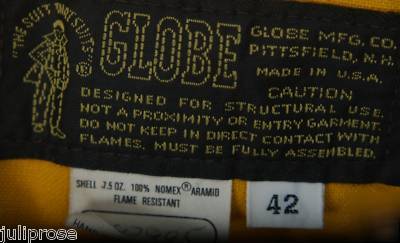 "THE SUIT THAT SUITS"®
GLOBE
GLOBE MFG. CO.
PITTSFIELD, N.H.
MADE IN U.S.A.
CAUTION
DESIGNED FOR STRUCTURAL USE.
NOT A PROXIMITY OR ENTRY GARMENT.
DO NOT KEEP IN DIRECT CONTACT WITH
FLAMES. MUST BE FULLY ASSEMBLED.
SHELL 7.5 OZ. 100% NOMEX® ARAMID
FLAME RESISTANT
42
juliprose